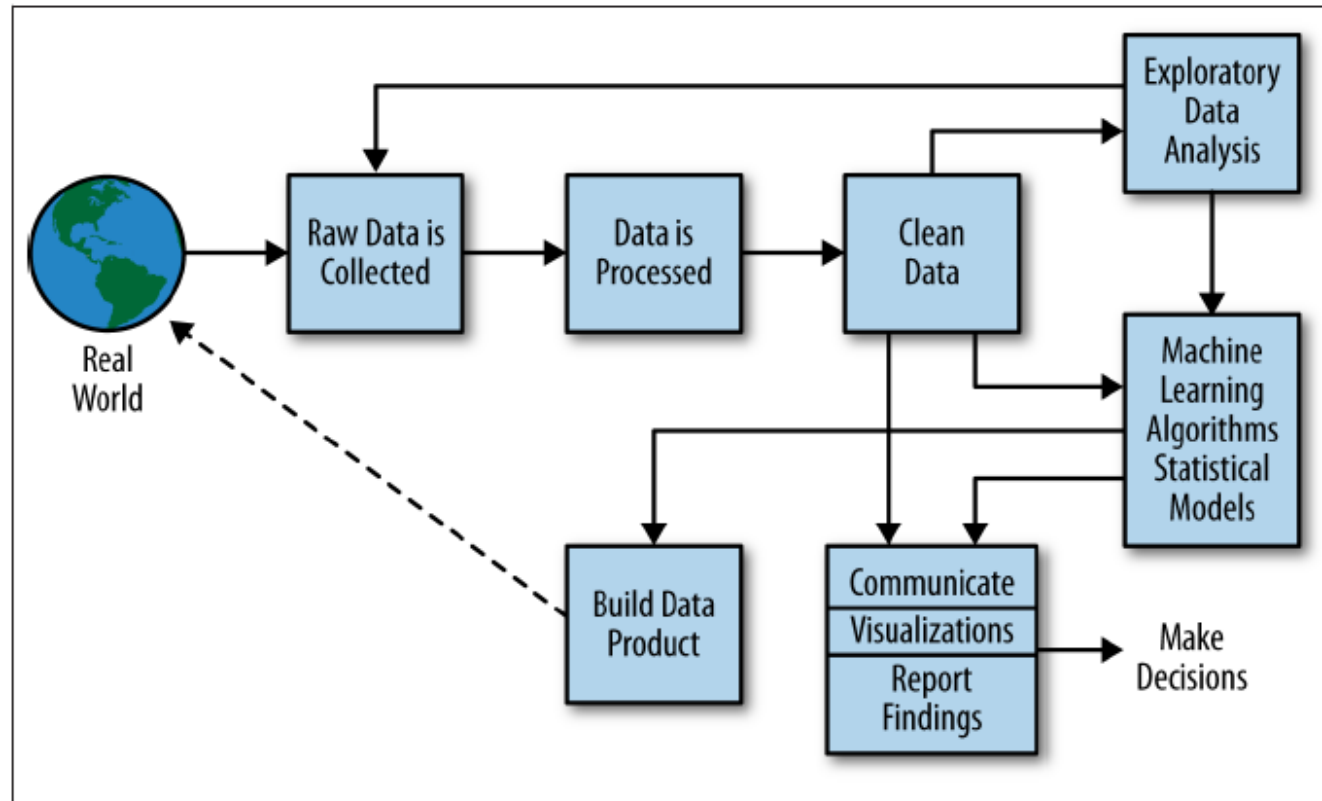 Exploratory
Data
Analysis
Raw Data is
Collected
Data is
Processed
Clean
Data
Real
World
Machine
Learning
Algorithms
Statistical
Models
Build Data
Product
Communicate
Visualizations
Report
Findings
Make
Decisions